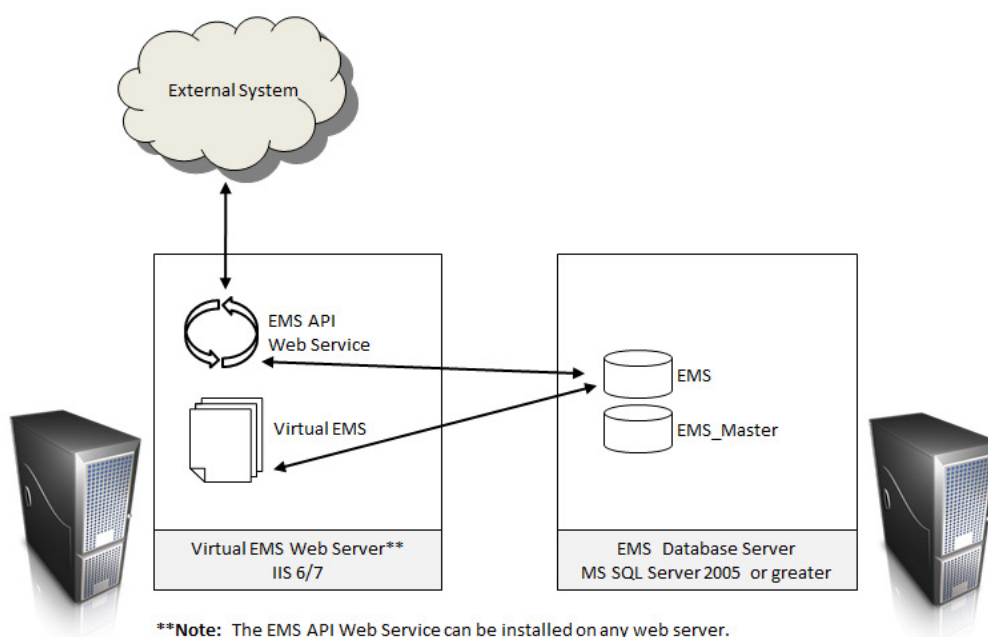 External System
EMS API
Web Service
Virtual EMS
EMS
EMS_Master
Virtual EMS Web Server**
IIS 6/7
EMS Database Server
MS SQL Server 2005 or greater
**Note: The EMS API Web Service can be installed on any web server.